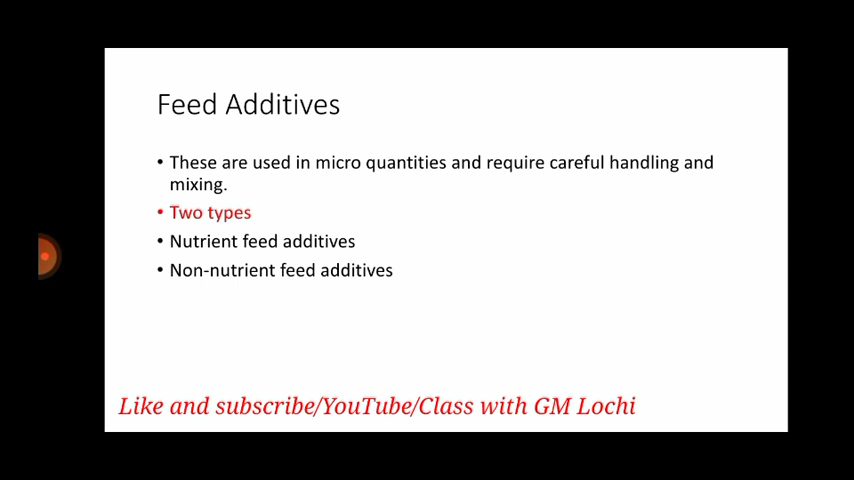 Feed Additives
• These are used in micro quantities and require careful handling and
mixing.
• Two types
• Nutrient feed additives
• Non-nutrient feed additives
Like and subscribe/YouTube/Class with GM Lochi